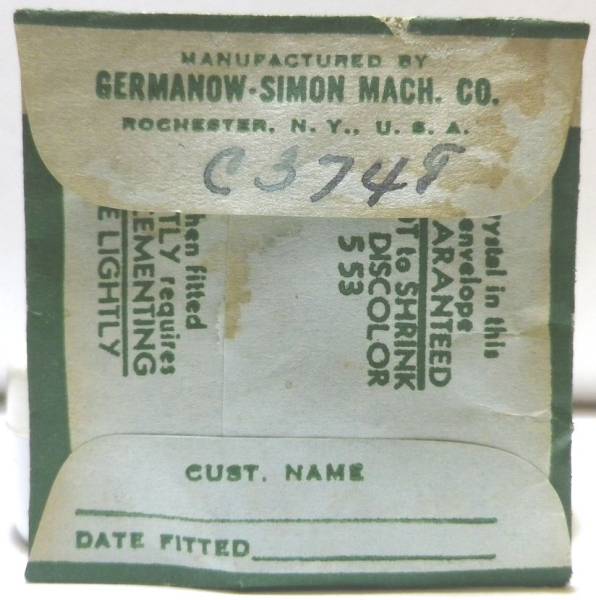 MANUFACTURED BY
GERMANOW-SIMON MACH. CO.
ROCHESTER, N. Y., U. S. A.
C 3748
rystal in this
envelope
ARANTEED
T to SHRINK
DISCOLOR
5 53
hen fitted
TLY requires
EMENTING
E LIGHTLY
CUST. NAME
DATE FITTED